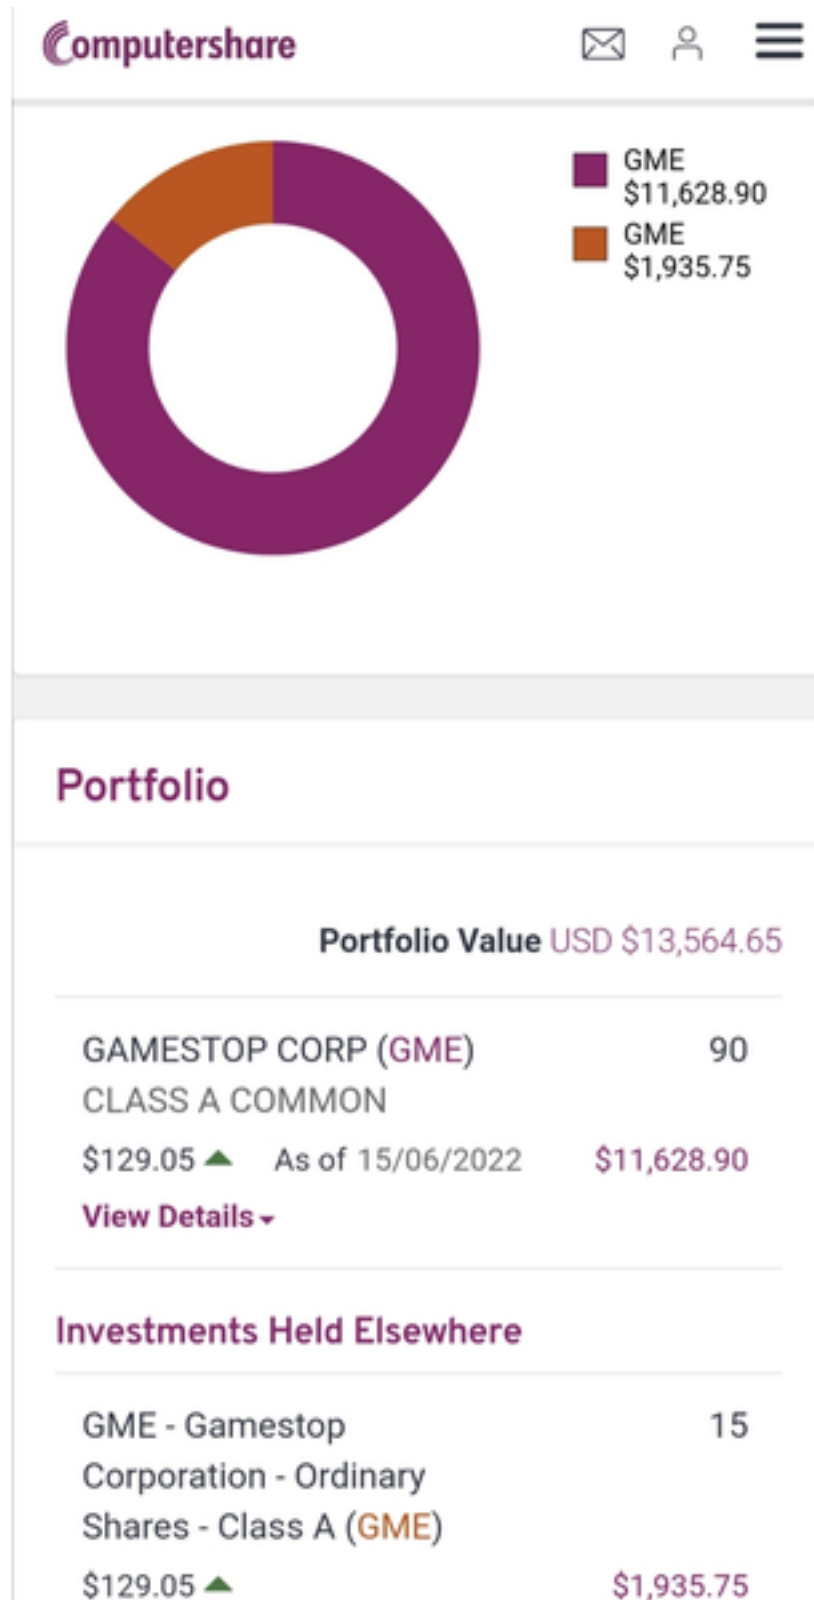 Computershare
GME
$11,628.90
GME
$1,935.75
Portfolio
Portfolio Value USD $13,564.65
GAMESTOP CORP (GME) 90
CLASS A COMMON
$129.05 As of 15/06/2022 $11,628.90
View Details
Investments Held Elsewhere
GME - Gamestop 15
Corporation - Ordinary
Shares - Class A (GME)
$129.05 $1,935.75